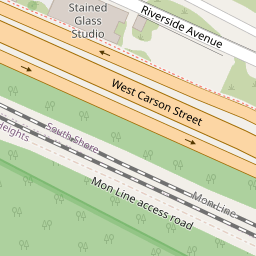 Stained
Glass
Studio
Riverside Avenue
West Carson Street
South Shore
Heights
Mon Line
Mon Line access road